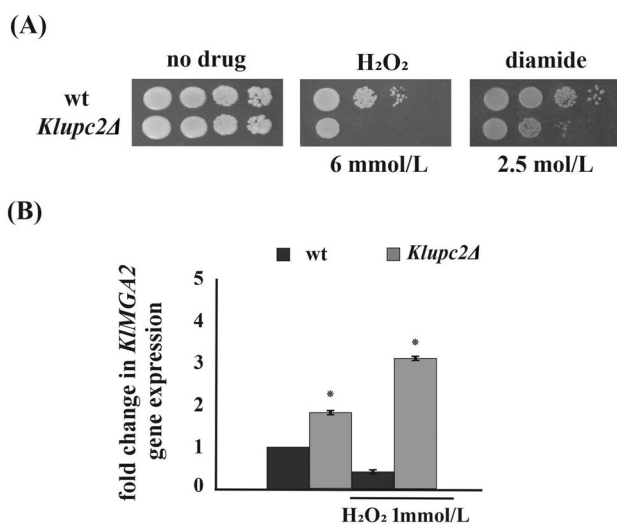 (A)
no drug H₂O₂ diamide
wt
Klupc2Δ
6 mmol/L 2.5 mol/L
(B)
wt Klupc2Δ
fold change in KlMGA2
gene expression
5
4
3
2
1
0
* *
H₂O₂ 1mmol/L